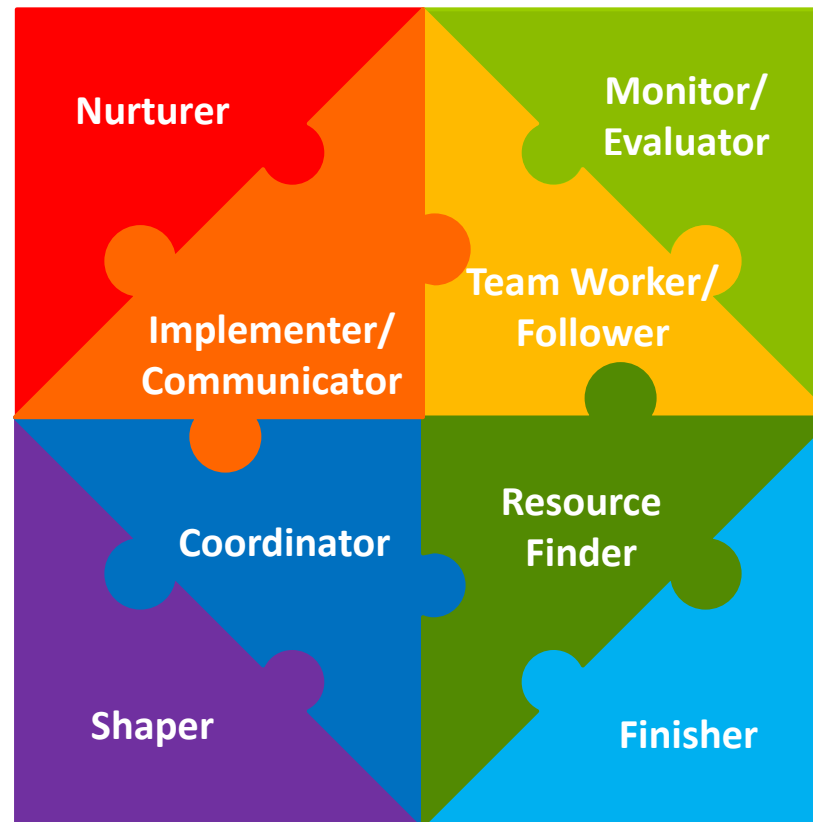 Nurturer
Monitor/
Evaluator
Implementer/
Communicator
Team Worker/
Follower
Coordinator
Resource
Finder
Shaper
Finisher